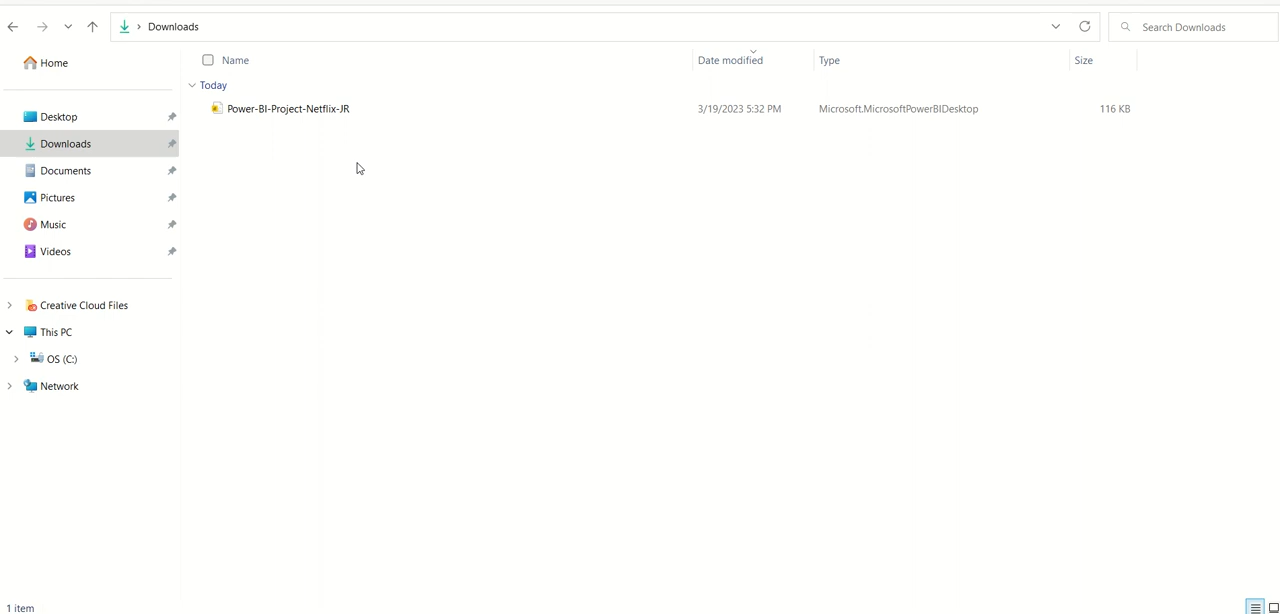 Downloads
Search Downloads
Home
Name
Date modified
Type
Size
Today
Power-BI-Project-Netflix-JR
3/19/2023 5:32 PM
Microsoft.MicrosoftPowerBIDesktop
116 KB
Desktop
Downloads
Documents
Pictures
Music
Videos
Creative Cloud Files
This PC
OS (C:)
Network
1 item